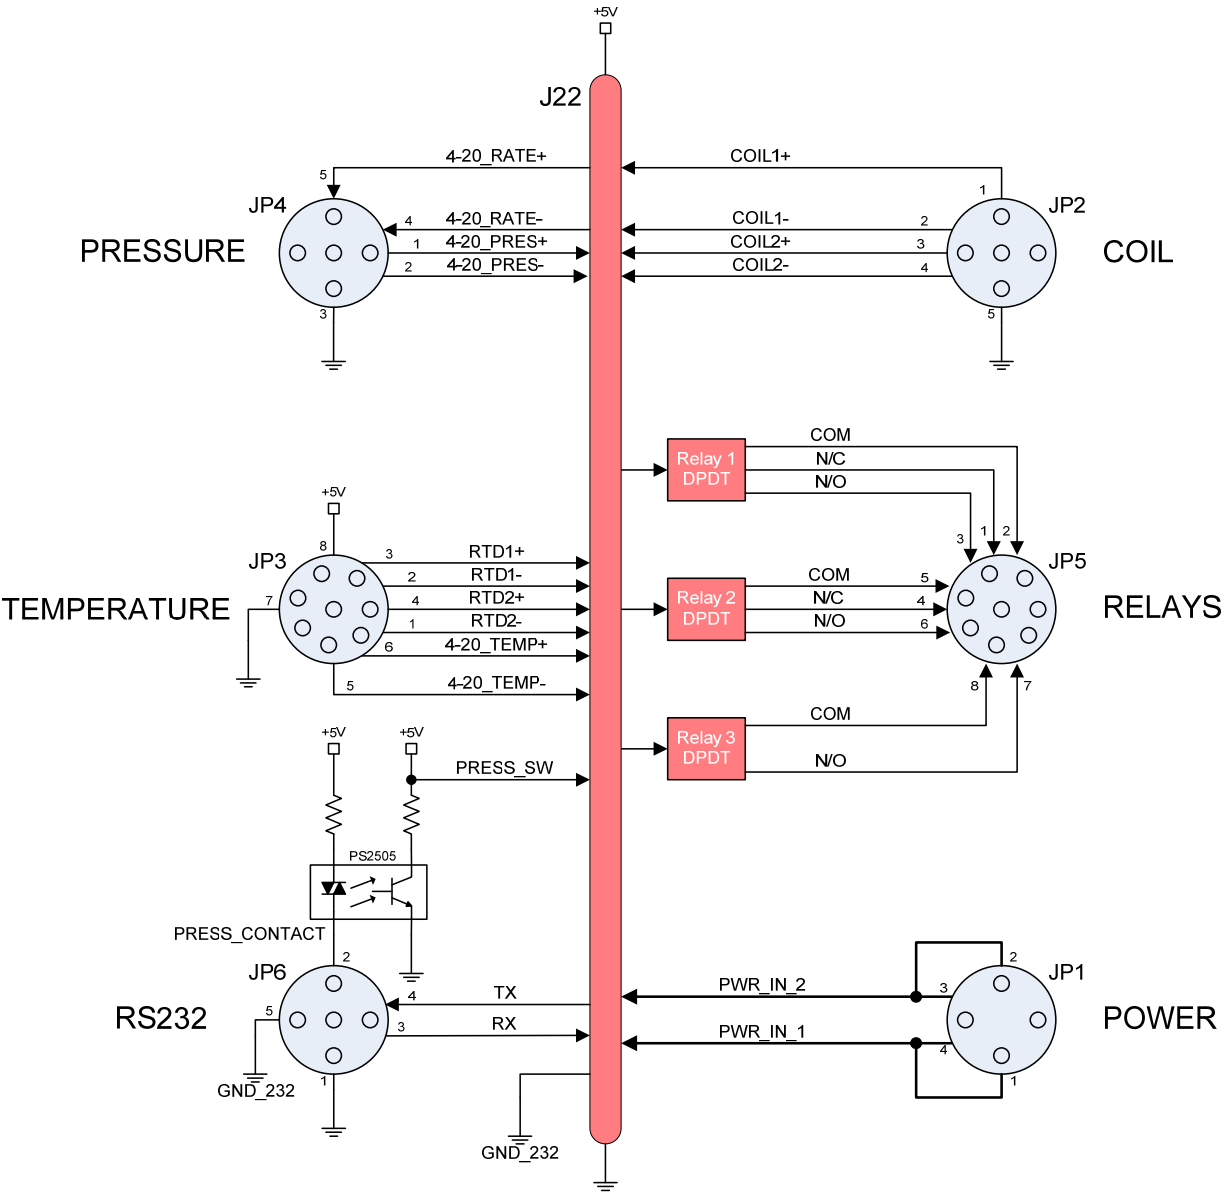 +5V
J22
4-20_RATE+
COIL1+
5
1
JP4
JP2
4
4-20_RATE-
COIL1-
2
PRESSURE
1
4-20_PRES+
COIL2+
3
COIL
2
4-20_PRES-
COIL2-
4
3
5
COM
Relay 1
DPDT
N/C
N/O
+5V
3
1
2
8
JP3
3
RTD1+
JP5
2
RTD1-
Relay 2
DPDT
COM
5
TEMPERATURE
7
4
RTD2+
N/C
4
RELAYS
1
RTD2-
N/O
6
6
4-20_TEMP+
5
4-20_TEMP-
8
7
COM
Relay 3
DPDT
+5V
+5V
PRESS_SW
N/O
PS2505
PRESS_CONTACT
2
2
JP6
JP1
4
TX
PWR_IN_2
3
RS232
5
3
RX
PWR_IN_1
4
POWER
1
1
GND_232
GND_232